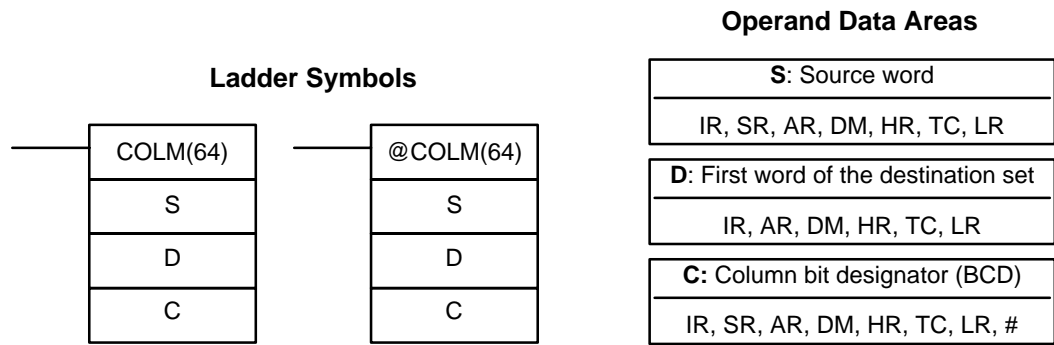 Ladder Symbols
COLM(64)
S
D
C
@COLM(64)
S
D
C
Operand Data Areas
S: Source word
IR, SR, AR, DM, HR, TC, LR
D: First word of the destination set
IR, AR, DM, HR, TC, LR
C: Column bit designator (BCD)
IR, SR, AR, DM, HR, TC, LR, #